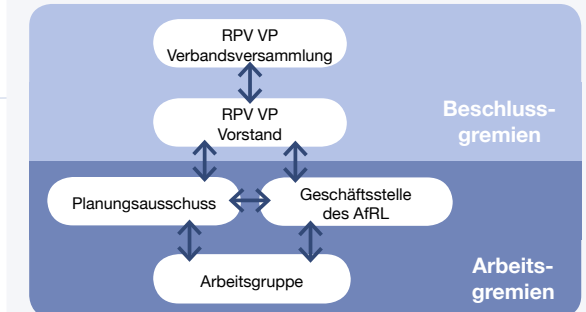 RPV VP
Verbandsversammlung
RPV VP
Vorstand
Beschluss-
gremien
Planungsausschuss
Geschäftsstelle
des AfRL
Arbeitsgruppe
Arbeits-
gremien